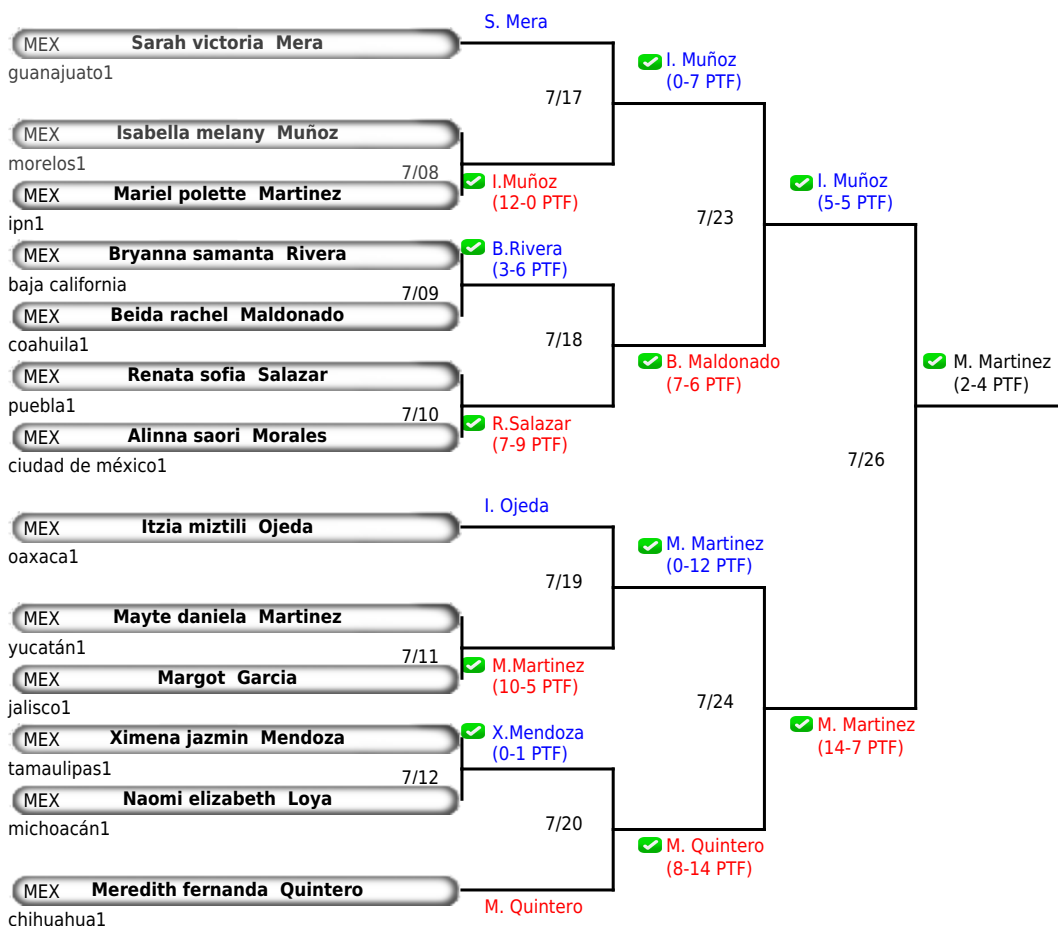 S. Mera
MEX Sarah victoria Mera
guanajuato1
I. Muñoz
(0-7 PTF)
7/17
MEX Isabella melany Muñoz
morelos1
7/08
I.Muñoz
(12-0 PTF)
MEX Mariel polette Martinez
ipn1
I. Muñoz
(5-5 PTF)
7/23
MEX Bryanna samanta Rivera
baja california
B.Rivera
(3-6 PTF)
7/09
MEX Beida rachel Maldonado
coahuila1
7/18
B. Maldonado
(7-6 PTF)
M. Martinez
(2-4 PTF)
MEX Renata sofia Salazar
puebla1
7/10
R.Salazar
(7-9 PTF)
MEX Alinna saori Morales
ciudad de méxico1
7/26
I. Ojeda
MEX Itzia miztili Ojeda
oaxaca1
M. Martinez
(0-12 PTF)
7/19
MEX Mayte daniela Martinez
yucatán1
7/11
M.Martinez
(10-5 PTF)
MEX Margot Garcia
jalisco1
7/24
M. Martinez
(14-7 PTF)
MEX Ximena jazmin Mendoza
tamaulipas1
X.Mendoza
(0-1 PTF)
7/12
MEX Naomi elizabeth Loya
michoacán1
7/20
M. Quintero
(8-14 PTF)
MEX Meredith fernanda Quintero
chihuahua1
M. Quintero